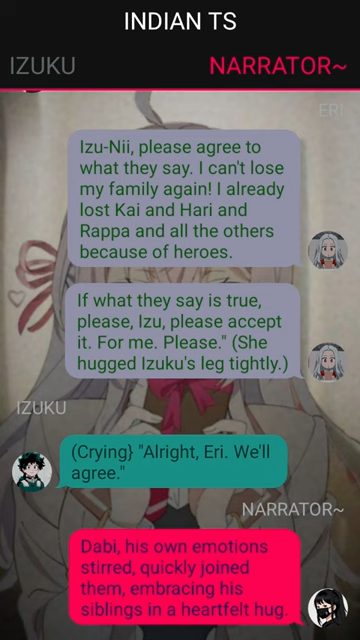 INDIAN TS
IZUKU
NARRATOR~
ER!
Izu-Nii, please agree to
what they say. I can't lose
my family again! I already
lost Kai and Hari and
Rappa and all the others
because of heroes.
If what they say is true,
please, Izu, please accept
it. For me. Please." (She
hugged Izuku's leg tightly.)
IZUKU
(Crying} "Alright, Eri. We'll
agree."
NARRATOR~
Dabi, his own emotions
stirred, quickly joined
them, embracing his
siblings in a heartfelt hug.